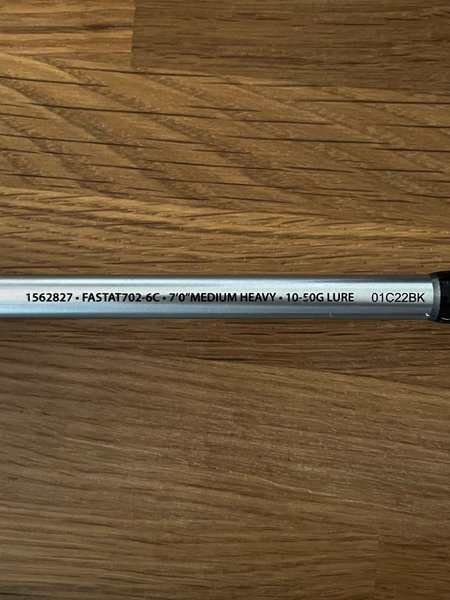 1562827 • FASTAT702-6C • 7'0"MEDIUM HEAVY • 10-50G LURE 01C22BK